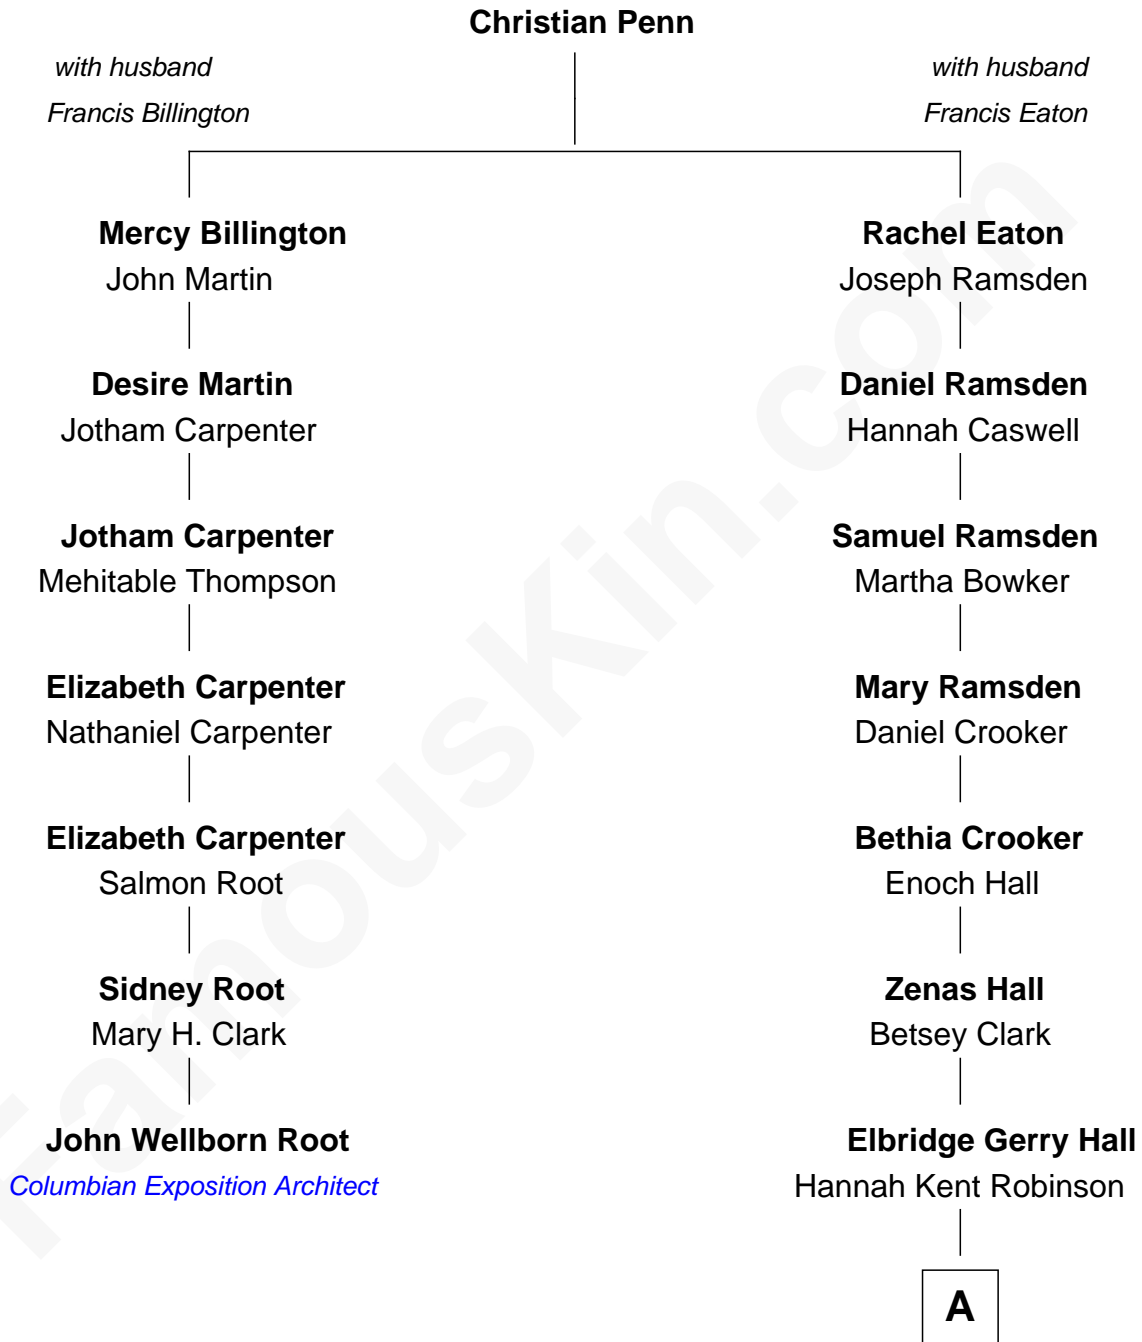 Christian Penn
with husband
Francis Billington
with husband
Francis Eaton
Mercy Billington
John Martin
Rachel Eaton
Joseph Ramsden
Desire Martin
Jotham Carpenter
Daniel Ramsden
Hannah Caswell
Jotham Carpenter
Mehitable Thompson
Samuel Ramsden
Martha Bowker
Elizabeth Carpenter
Nathaniel Carpenter
Mary Ramsden
Daniel Crooker
Elizabeth Carpenter
Salmon Root
Bethia Crooker
Enoch Hall
Sidney Root
Mary H. Clark
Zenas Hall
Betsey Clark
John Wellborn Root
Columbian Exposition Architect
Elbridge Gerry Hall
Hannah Kent Robinson
A
FamousKin.com